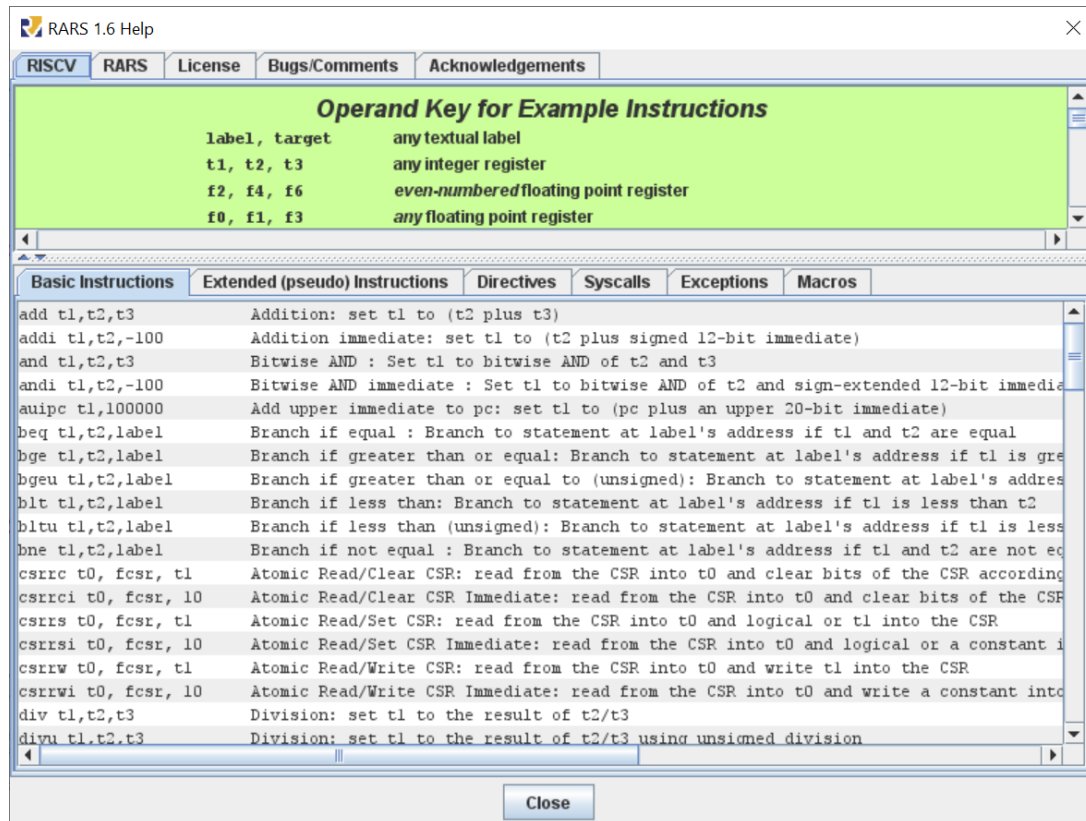 RARS 1.6 Help
RISCV RARS License Bugs/Comments Acknowledgements
Operand Key for Example Instructions
label, target any textual label
t1, t2, t3 any integer register
f2, f4, f6 even-numbered floating point register
f0, f1, f3 any floating point register
Basic Instructions Extended (pseudo) Instructions Directives Syscalls Exceptions Macros
add t1,t2,t3 Addition: set t1 to (t2 plus t3)
addi t1,t2,-100 Addition immediate: set t1 to (t2 plus signed 12-bit immediate)
and t1,t2,t3 Bitwise AND : Set t1 to bitwise AND of t2 and t3
andi t1,t2,-100 Bitwise AND immediate : Set t1 to bitwise AND of t2 and sign-extended 12-bit immedia
auipc t1,100000 Add upper immediate to pc: set t1 to (pc plus an upper 20-bit immediate)
beq t1,t2,label Branch if equal : Branch to statement at label's address if t1 and t2 are equal
bge t1,t2,label Branch if greater than or equal: Branch to statement at label's address if t1 is gre
bgeu t1,t2,label Branch if greater than or equal to (unsigned): Branch to statement at label's addres
blt t1,t2,label Branch if less than: Branch to statement at label's address if t1 is less than t2
bltu t1,t2,label Branch if less than (unsigned): Branch to statement at label's address if t1 is less
bne t1,t2,label Branch if not equal : Branch to statement at label's address if t1 and t2 are not eq
csrrc t0, fcsr, t1 Atomic Read/Clear CSR: read from the CSR into t0 and clear bits of the CSR according
csrrci t0, fcsr, 10 Atomic Read/Clear CSR Immediate: read from the CSR into t0 and clear bits of the CSR
csrrs t0, fcsr, t1 Atomic Read/Set CSR: read from the CSR into t0 and logical or t1 into the CSR
csrrsi t0, fcsr, 10 Atomic Read/Set CSR Immediate: read from the CSR into t0 and logical or a constant i
csrrw t0, fcsr, t1 Atomic Read/Write CSR: read from the CSR into t0 and write t1 into the CSR
csrrwi t0, fcsr, 10 Atomic Read/Write CSR Immediate: read from the CSR into t0 and write a constant into
div t1,t2,t3 Division: set t1 to the result of t2/t3
divu t1,t2,t3 Division: set t1 to the result of t2/t3 using unsigned division
Close